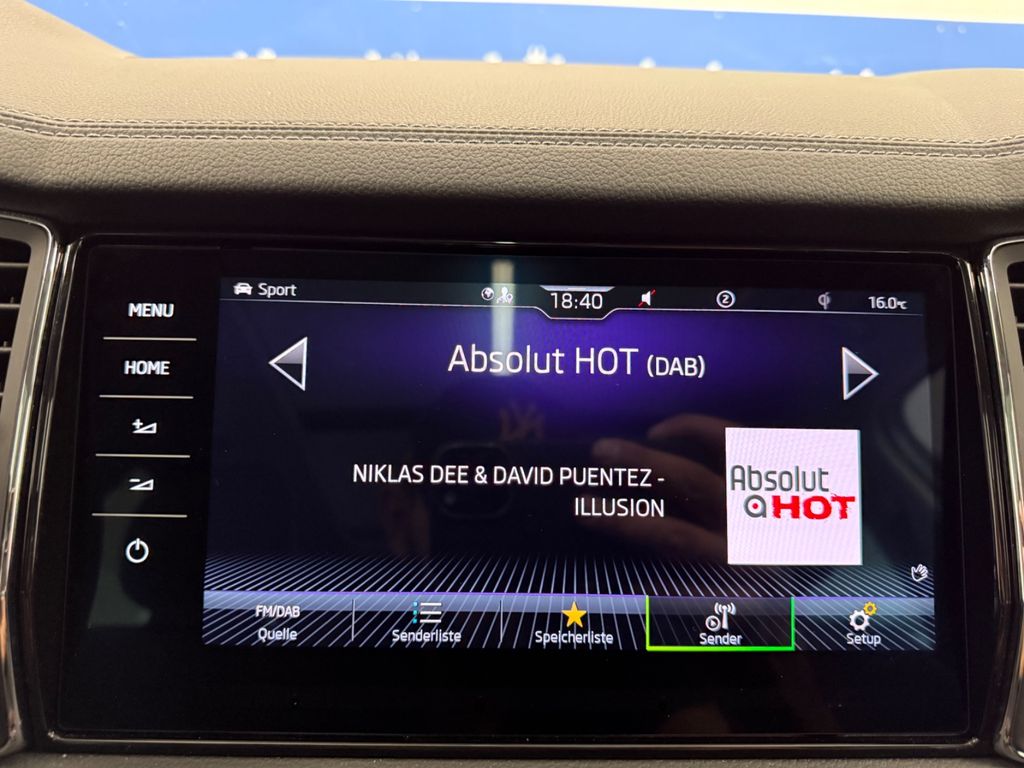 Sport
18:40
2
16.0°C
MENU
HOME
Absolut HOT (DAB)
NIKLAS DEE & DAVID PUENTEZ -
ILLUSION
Absolut
HOT
FM/DAB
Quelle
Senderliste
Speicherliste
Sender
Setup